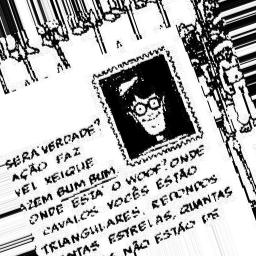 SERÁ VERDADE?
AÇÃO FAZ
VEL XEIQUE
AZEM BUM BUM.
ONDE ESTÁ O WOOF? ONDE
CAVALOS VOCÊS ESTÃO
TRIANGULARES, REDONDOS
NTAS ESTRELAS, QUANTAS
NÃO ESTÃO DE